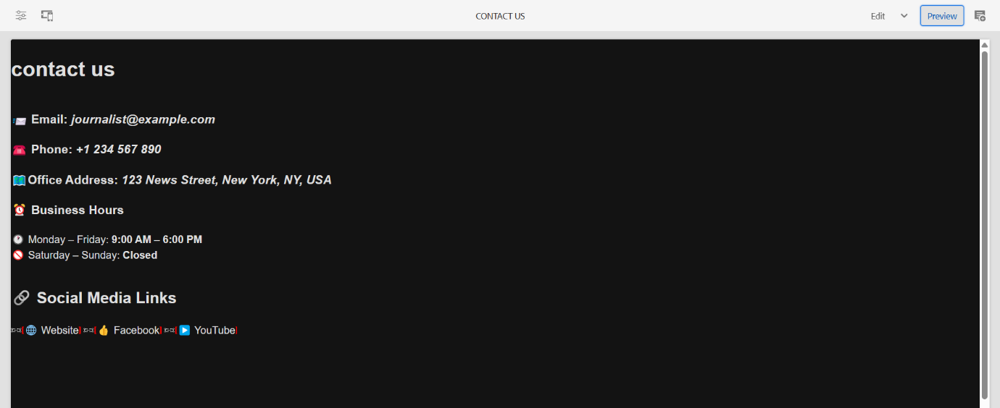 CONTACT US
Edit
Preview
contact us
Email: journalist@example.com
Phone: +1 234 567 890
Office Address: 123 News Street, New York, NY, USA
Business Hours
Monday – Friday: 9:00 AM – 6:00 PM
Saturday – Sunday: Closed
Social Media Links
Website Facebook YouTube